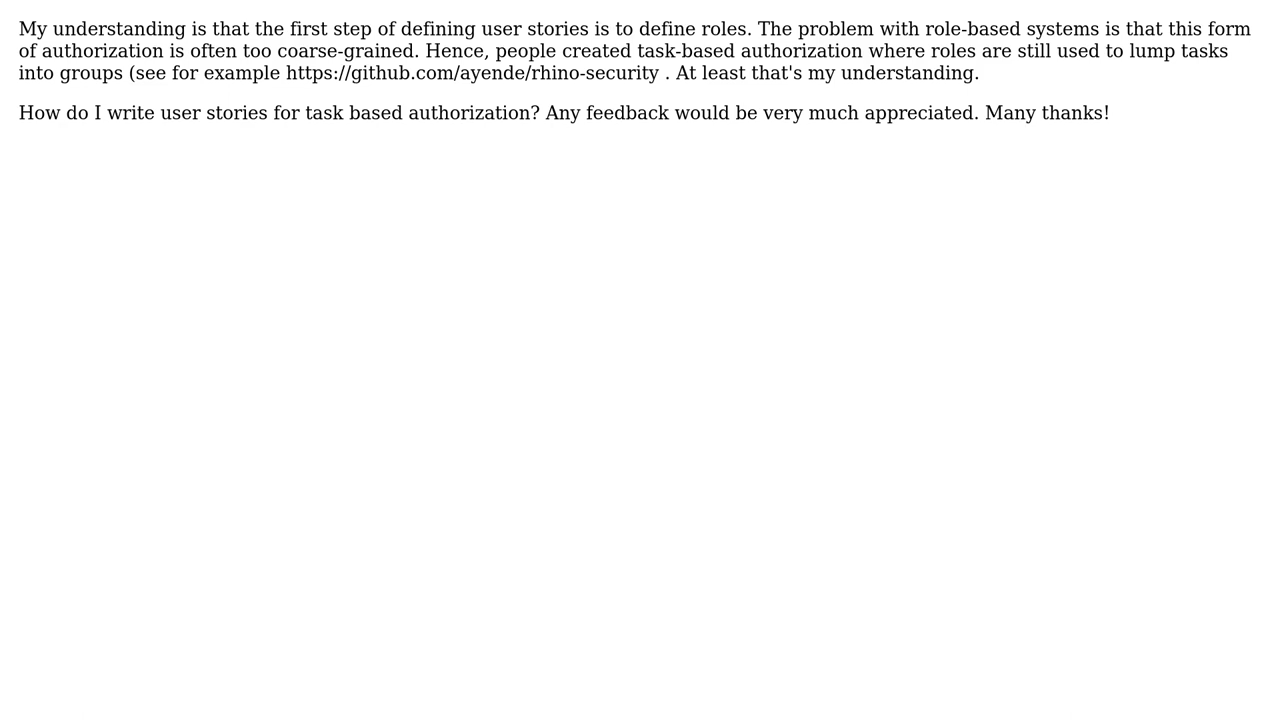 My understanding is that the first step of defining user stories is to define roles. The problem with role-based systems is that this form
of authorization is often too coarse-grained. Hence, people created task-based authorization where roles are still used to lump tasks
into groups (see for example https://github.com/ayende/rhino-security . At least that's my understanding.
How do I write user stories for task based authorization? Any feedback would be very much appreciated. Many thanks!